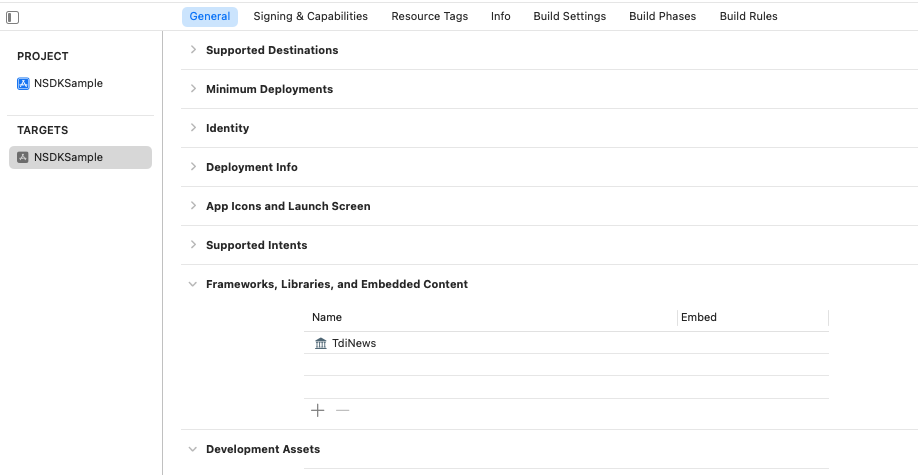 General Signing & Capabilities Resource Tags Info Build Settings Build Phases Build Rules
PROJECT
NSDKSample
TARGETS
NSDKSample
Supported Destinations
Minimum Deployments
Identity
Deployment Info
App Icons and Launch Screen
Supported Intents
Frameworks, Libraries, and Embedded Content
Name Embed
TdiNews
Development Assets